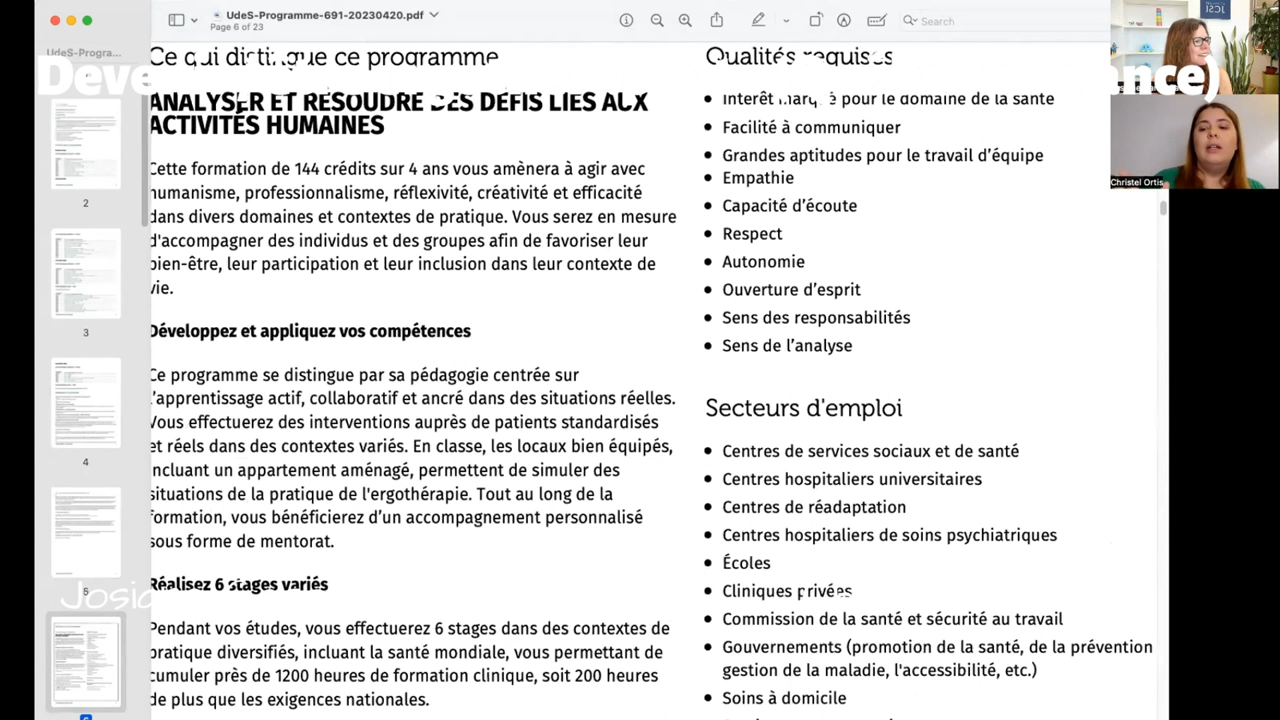 UdeS-Programme-691-20230420.pdf
Page 6 of 23
Search
UdeS-Progra...
Deve
ance)
Ce qui distingue ce programme
ANALYSER ET RÉSOUDRE DES DÉFIS LIÉS AUX
ACTIVITÉS HUMAINES
Cette formation de 144 crédits sur 4 ans vous amènera à agir avec
humanisme, professionnalisme, réflexivité, créativité et efficacité
dans divers domaines et contextes de pratique. Vous serez en mesure
d'accompagner des individus et des groupes afin de favoriser leur
bien-être, leur participation et leur inclusion dans leur contexte de
vie.
Développez et appliquez vos compétences
Ce programme se distingue par sa pédagogie centrée sur
l'apprentissage actif, collaboratif et ancré dans des situations réelles.
Vous effectuerez des interventions auprès de patients standardisés
et réels dans des contextes variés. En classe, les locaux bien équipés,
incluant un appartement aménagé, permettent de simuler des
situations de la pratique de l'ergothérapie. Tout au long de la
formation, vous bénéficierez d'un accompagnement personnalisé
sous forme de mentorat.
Réalisez 6 stages variés
Pendant vos études, vous effectuerez 6 stages dans des contextes de
pratique diversifiés, incluant la santé mondiale, vous permettant de
cumuler près de 1200 heures de formation clinique, soit 200 heures
de plus que les exigences nationales.
Qualités requises
• Intérêt marqué pour le domaine de la santé
• Facilité à communiquer
• Grandes aptitudes pour le travail d'équipe
• Empathie
• Capacité d'écoute
• Respect
• Autonomie
• Ouverture d'esprit
• Sens des responsabilités
• Sens de l'analyse
Secteurs d'emploi
• Centres de services sociaux et de santé
• Centres hospitaliers universitaires
• Centres de réadaptation
• Centres hospitaliers de soins psychiatriques
• Écoles
• Cliniques privées
• Commission de la santé et sécurité au travail
• Gouvernements (promotion de la santé, de la prévention
gestion de la maladie, l'accessibilité, etc.)
• Soins à domicile
2
3
4
5
6
Josia
Christel Ortis